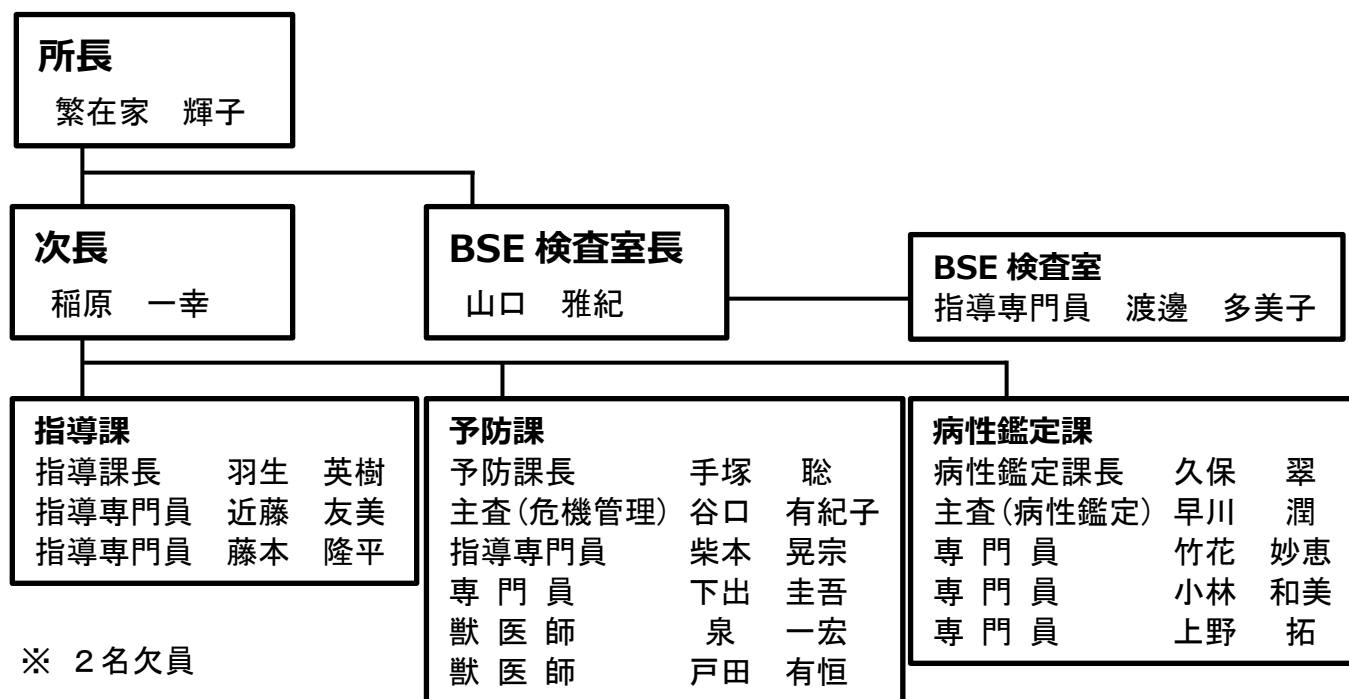 所長
繁在家　輝子
次長
稲原　一幸
BSE 検査室長
山口　雅紀
BSE 検査室
指導専門員　渡邊　多美子
指導課
指導課長　羽生　英樹
指導専門員　近藤　友美
指導専門員　藤本　隆平
※　２名欠員
予防課
予防課長　手塚　聡
主査(危機管理)　谷口　有紀子
指導専門員　柴本　晃宗
専 門 員　下出　圭吾
獣 医 師　泉　一宏
獣 医 師　戸田　有恒
病性鑑定課
病性鑑定課長　久保　翠
主査(病性鑑定)　早川　潤
専 門 員　竹花　妙恵
専 門 員　小林　和美
専 門 員　上野　拓